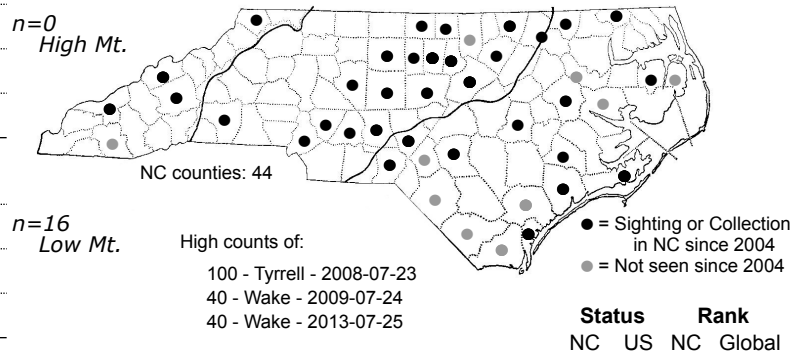 n=0
High Mt.
NC counties: 44
n=16
Low Mt.
High counts of:
100 - Tyrrell - 2008-07-23
40 - Wake - 2009-07-24
40 - Wake - 2013-07-25
= Sighting or Collection
in NC since 2004
= Not seen since 2004
Status Rank
NC US NC Global